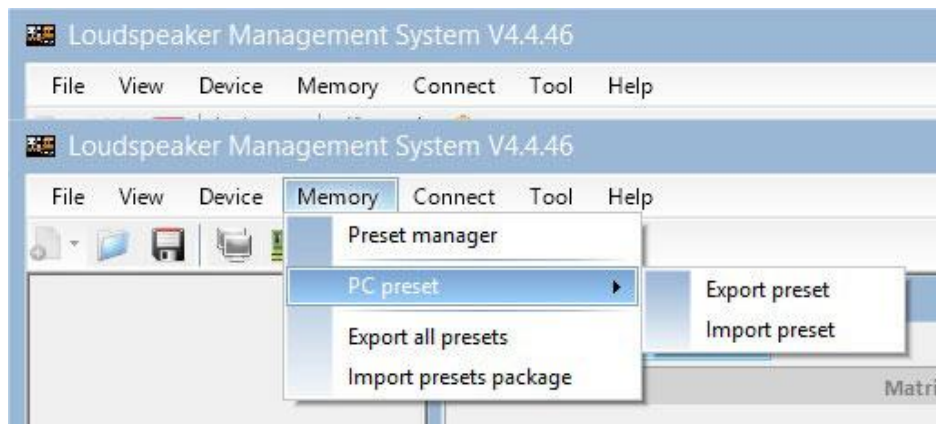 Loudspeaker Management System V4.4.46
File View Device Memory Connect Tool Help
Loudspeaker Management System V4.4.46
File View Device Memory Connect Tool Help
Preset manager
PC preset
Export preset
Import preset
Export all presets
Import presets package